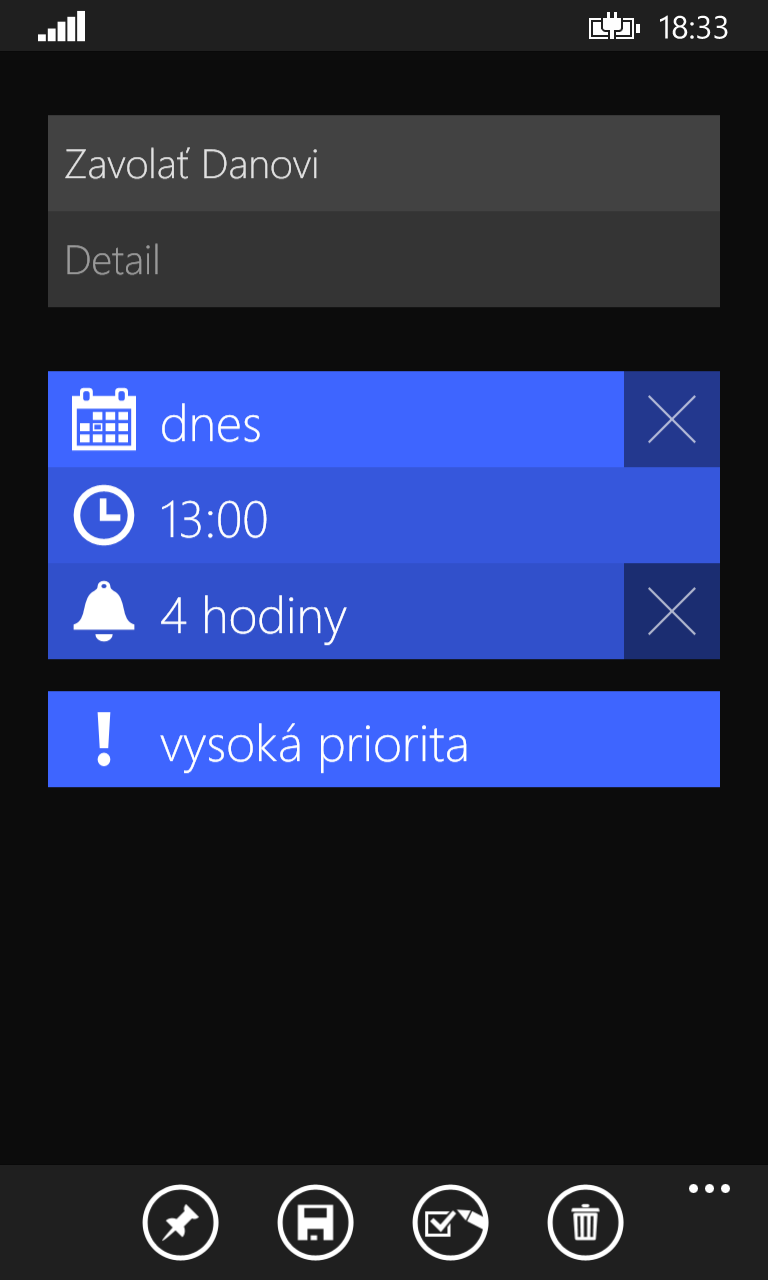 18:33
Zavolať Danovi
Detail
dnes
13:00
4 hodiny
vysoká priorita